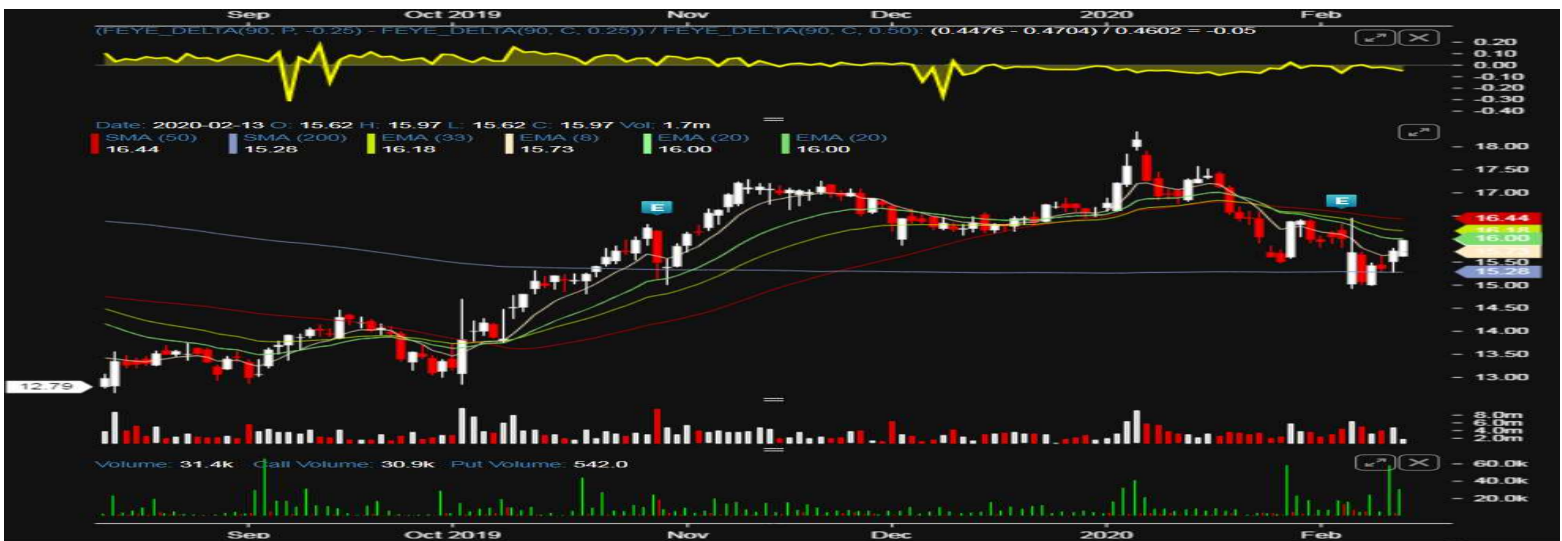 Sep Oct 2019 Nov Dec 2020 Feb
(FEYE_DELTA(90, P, -0.25) - FEYE_DELTA(90, C, 0.25)) / FEYE_DELTA(90, C, 0.50): (0.4476 - 0.4704) / 0.4602 = -0.05
0.20
0.10
0.00
-0.10
-0.20
-0.30
-0.40
Date: 2020-02-13 O: 15.62 H: 15.97 L: 15.62 C: 15.97 Vol: 1.7m
SMA (50) SMA (200) EMA (33) EMA (8) EMA (20) EMA (20)
16.44 15.28 16.18 15.73 16.00 16.00
18.00
17.50
17.00
E E
16.44
16.18
16.00
15.73
15.50
15.28
15.00
14.50
14.00
13.50
13.00
12.79
8.0m
6.0m
4.0m
2.0m
Volume: 31.4k Call Volume: 30.9k Put Volume: 542.0
60.0k
40.0k
20.0k
Sep Oct 2019 Nov Dec 2020 Feb